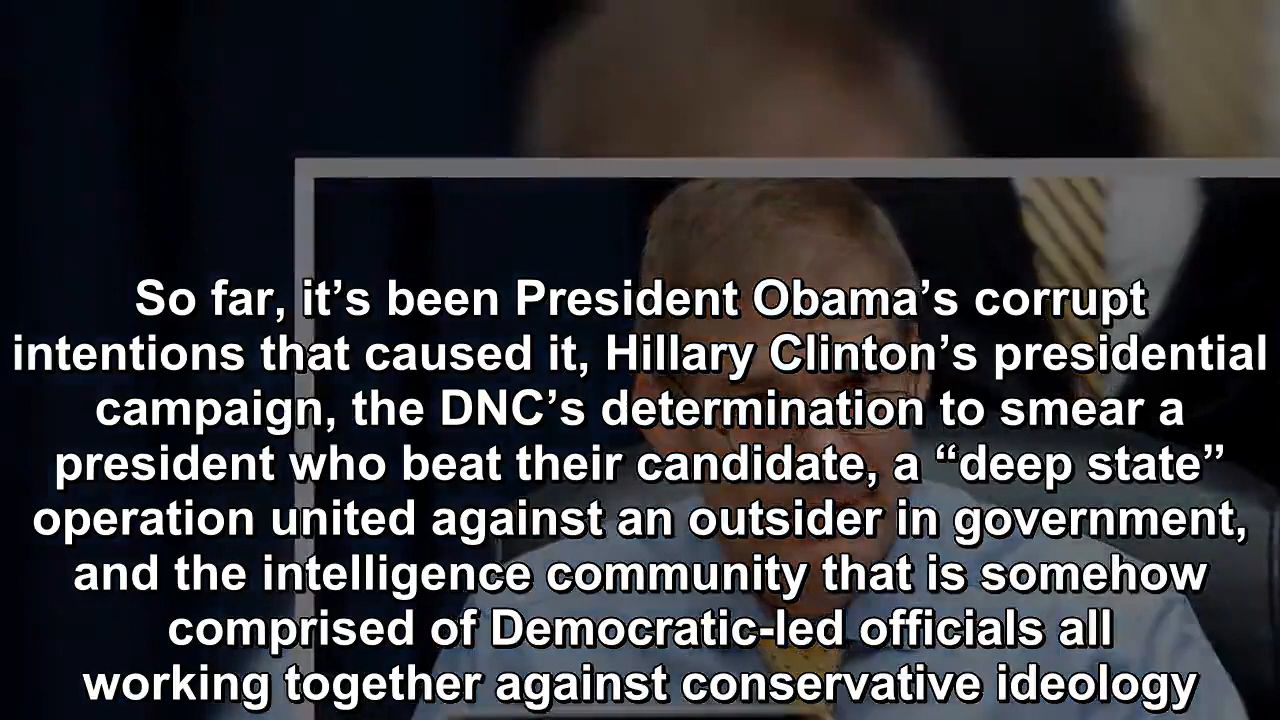 So far, it’s been President Obama’s corrupt
intentions that caused it, Hillary Clinton’s presidential
campaign, the DNC’s determination to smear a
president who beat their candidate, a “deep state”
operation united against an outsider in government,
and the intelligence community that is somehow
comprised of Democratic-led officials all
working together against conservative ideology